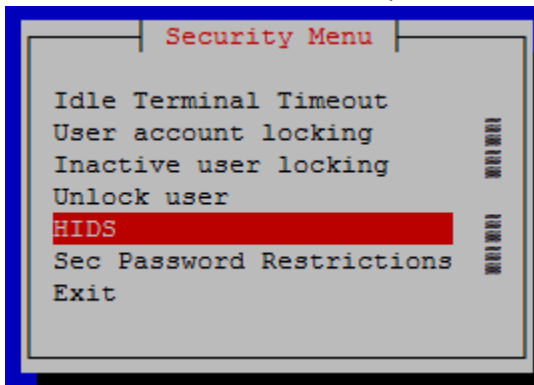 Security Menu
Idle Terminal Timeout
User account locking
Inactive user locking
Unlock user
HIDS
Sec Password Restrictions
Exit